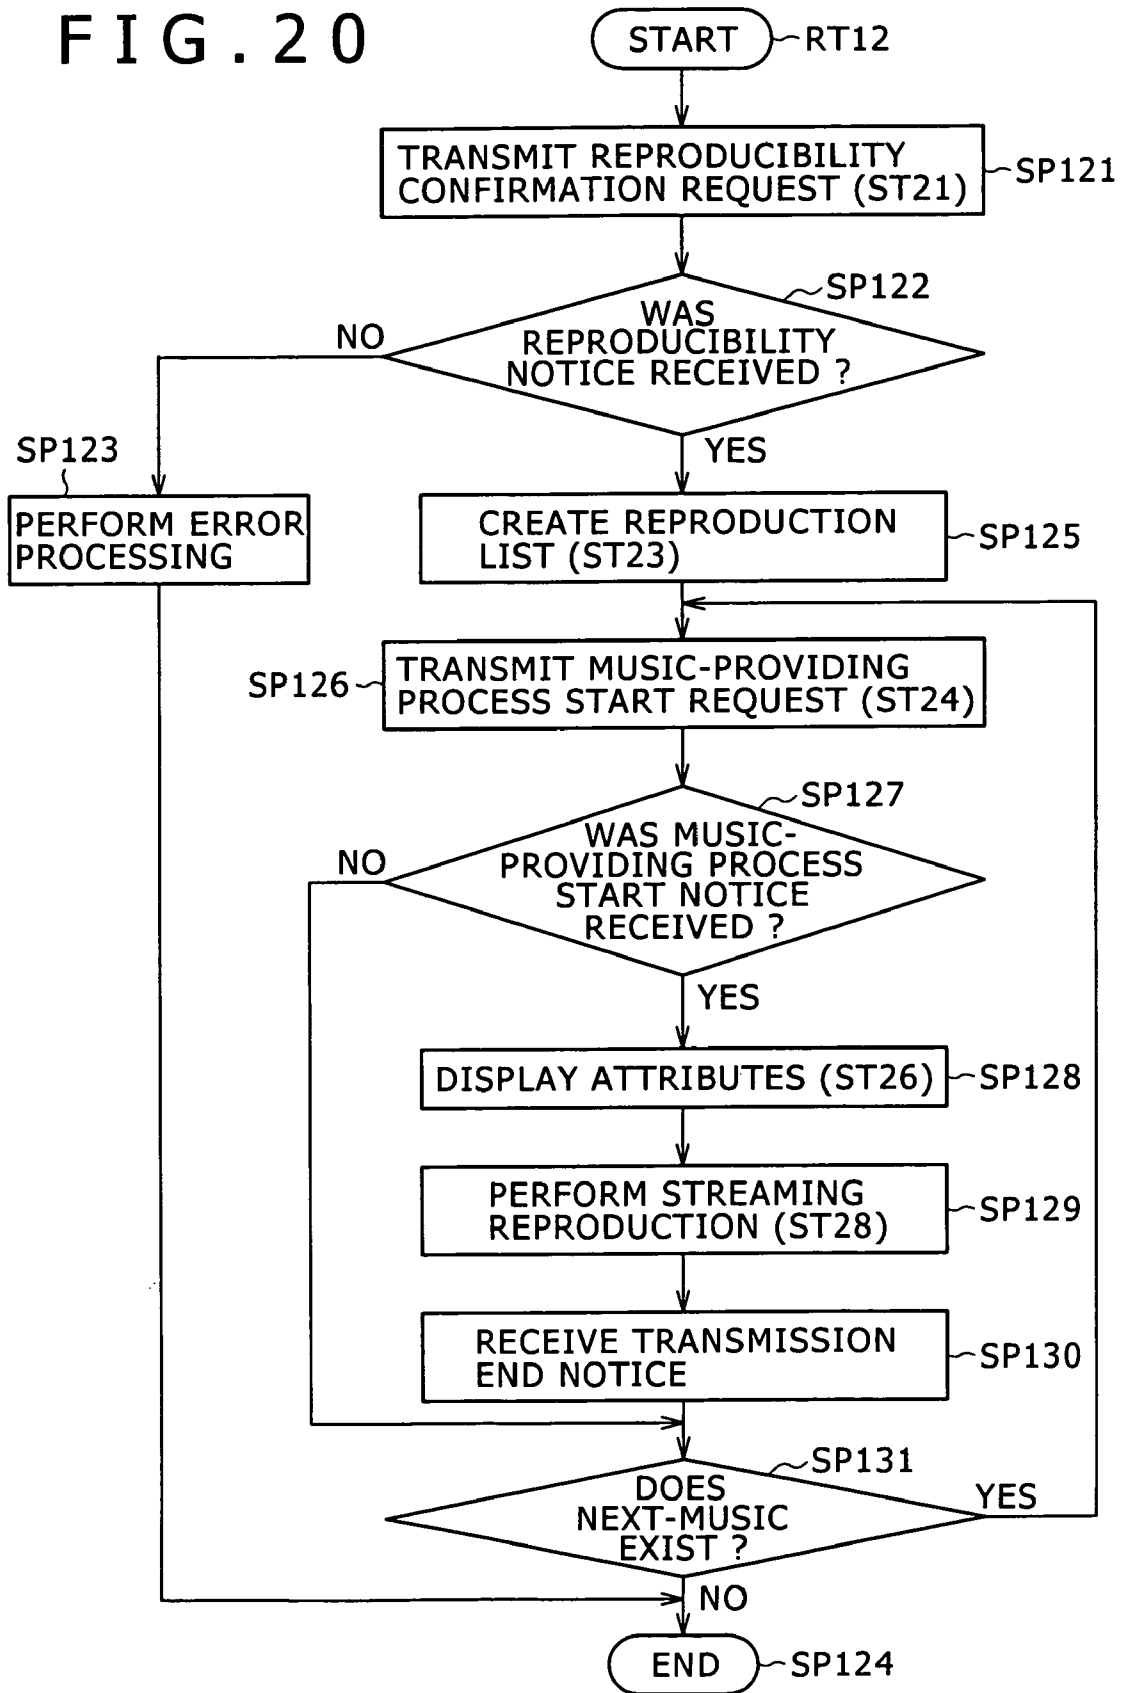 FIG.20
START
RT12
TRANSMIT REPRODUCIBILITY
CONFIRMATION REQUEST (ST21)
SP121
SP122
WAS
REPRODUCIBILITY
NOTICE RECEIVED ?
NO
YES
SP123
PERFORM ERROR
PROCESSING
CREATE REPRODUCTION
LIST (ST23)
SP125
SP126
TRANSMIT MUSIC-PROVIDING
PROCESS START REQUEST (ST24)
SP127
WAS MUSIC-
PROVIDING PROCESS
START NOTICE
RECEIVED ?
NO
YES
DISPLAY ATTRIBUTES (ST26)
SP128
PERFORM STREAMING
REPRODUCTION (ST28)
SP129
RECEIVE TRANSMISSION
END NOTICE
SP130
SP131
DOES
NEXT-MUSIC
EXIST ?
YES
NO
END
SP124